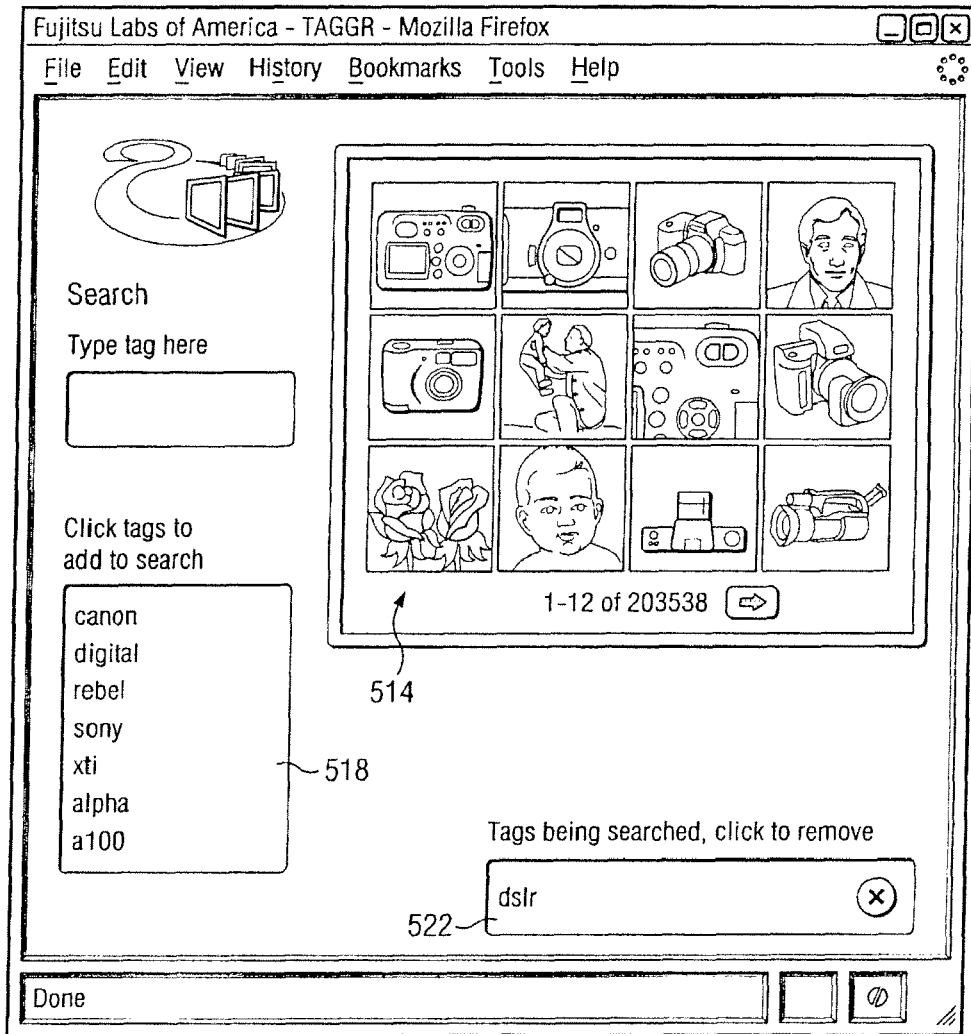 Fujitsu Labs of America - TAGGR - Mozilla Firefox
File Edit View History Bookmarks Tools Help
Search
Type tag here
Click tags to
add to search
canon
digital
rebel
sony
xti
alpha
a100
518
1-12 of 203538
514
Tags being searched, click to remove
dslr
522
Done